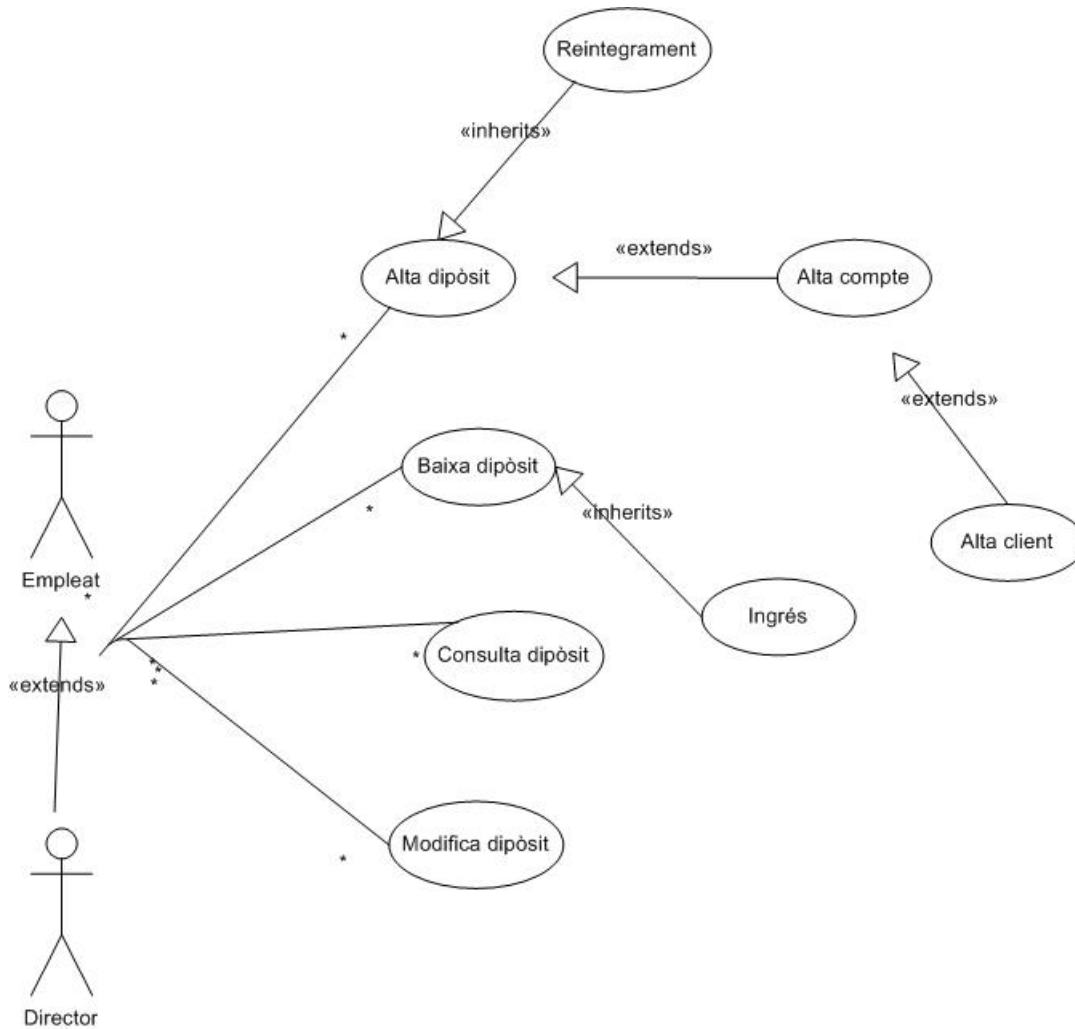 Reintegrament
«inherits»
Alta dipòsit
«extends»
Alta compte
*
«extends»
Baixa dipòsit
*
«inherits»
Alta client
Empleat
*
Ingrés
Consulta dipòsit
*
«extends»
*
*
*
Modifica dipòsit
*
Director